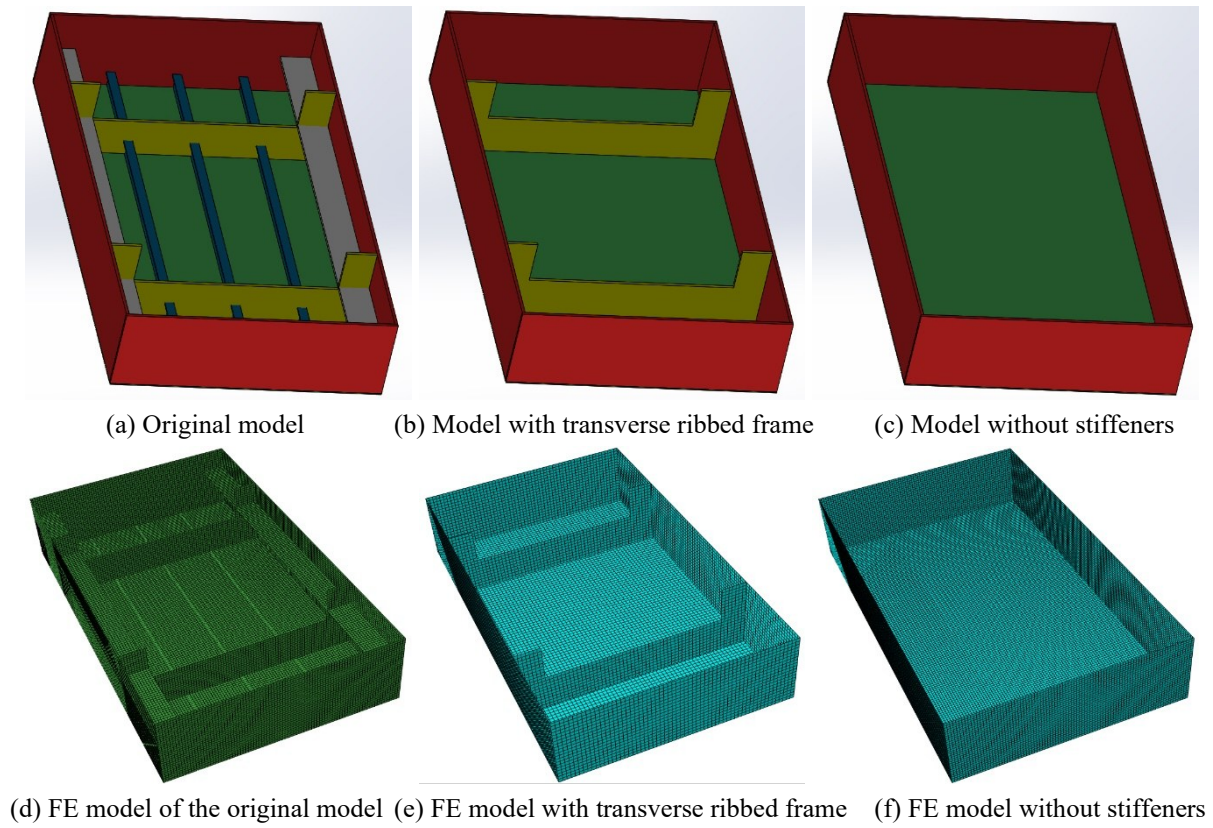 (a) Original model
(b) Model with transverse ribbed frame
(c) Model without stiffeners
(d) FE model of the original model
(e) FE model with transverse ribbed frame
(f) FE model without stiffeners